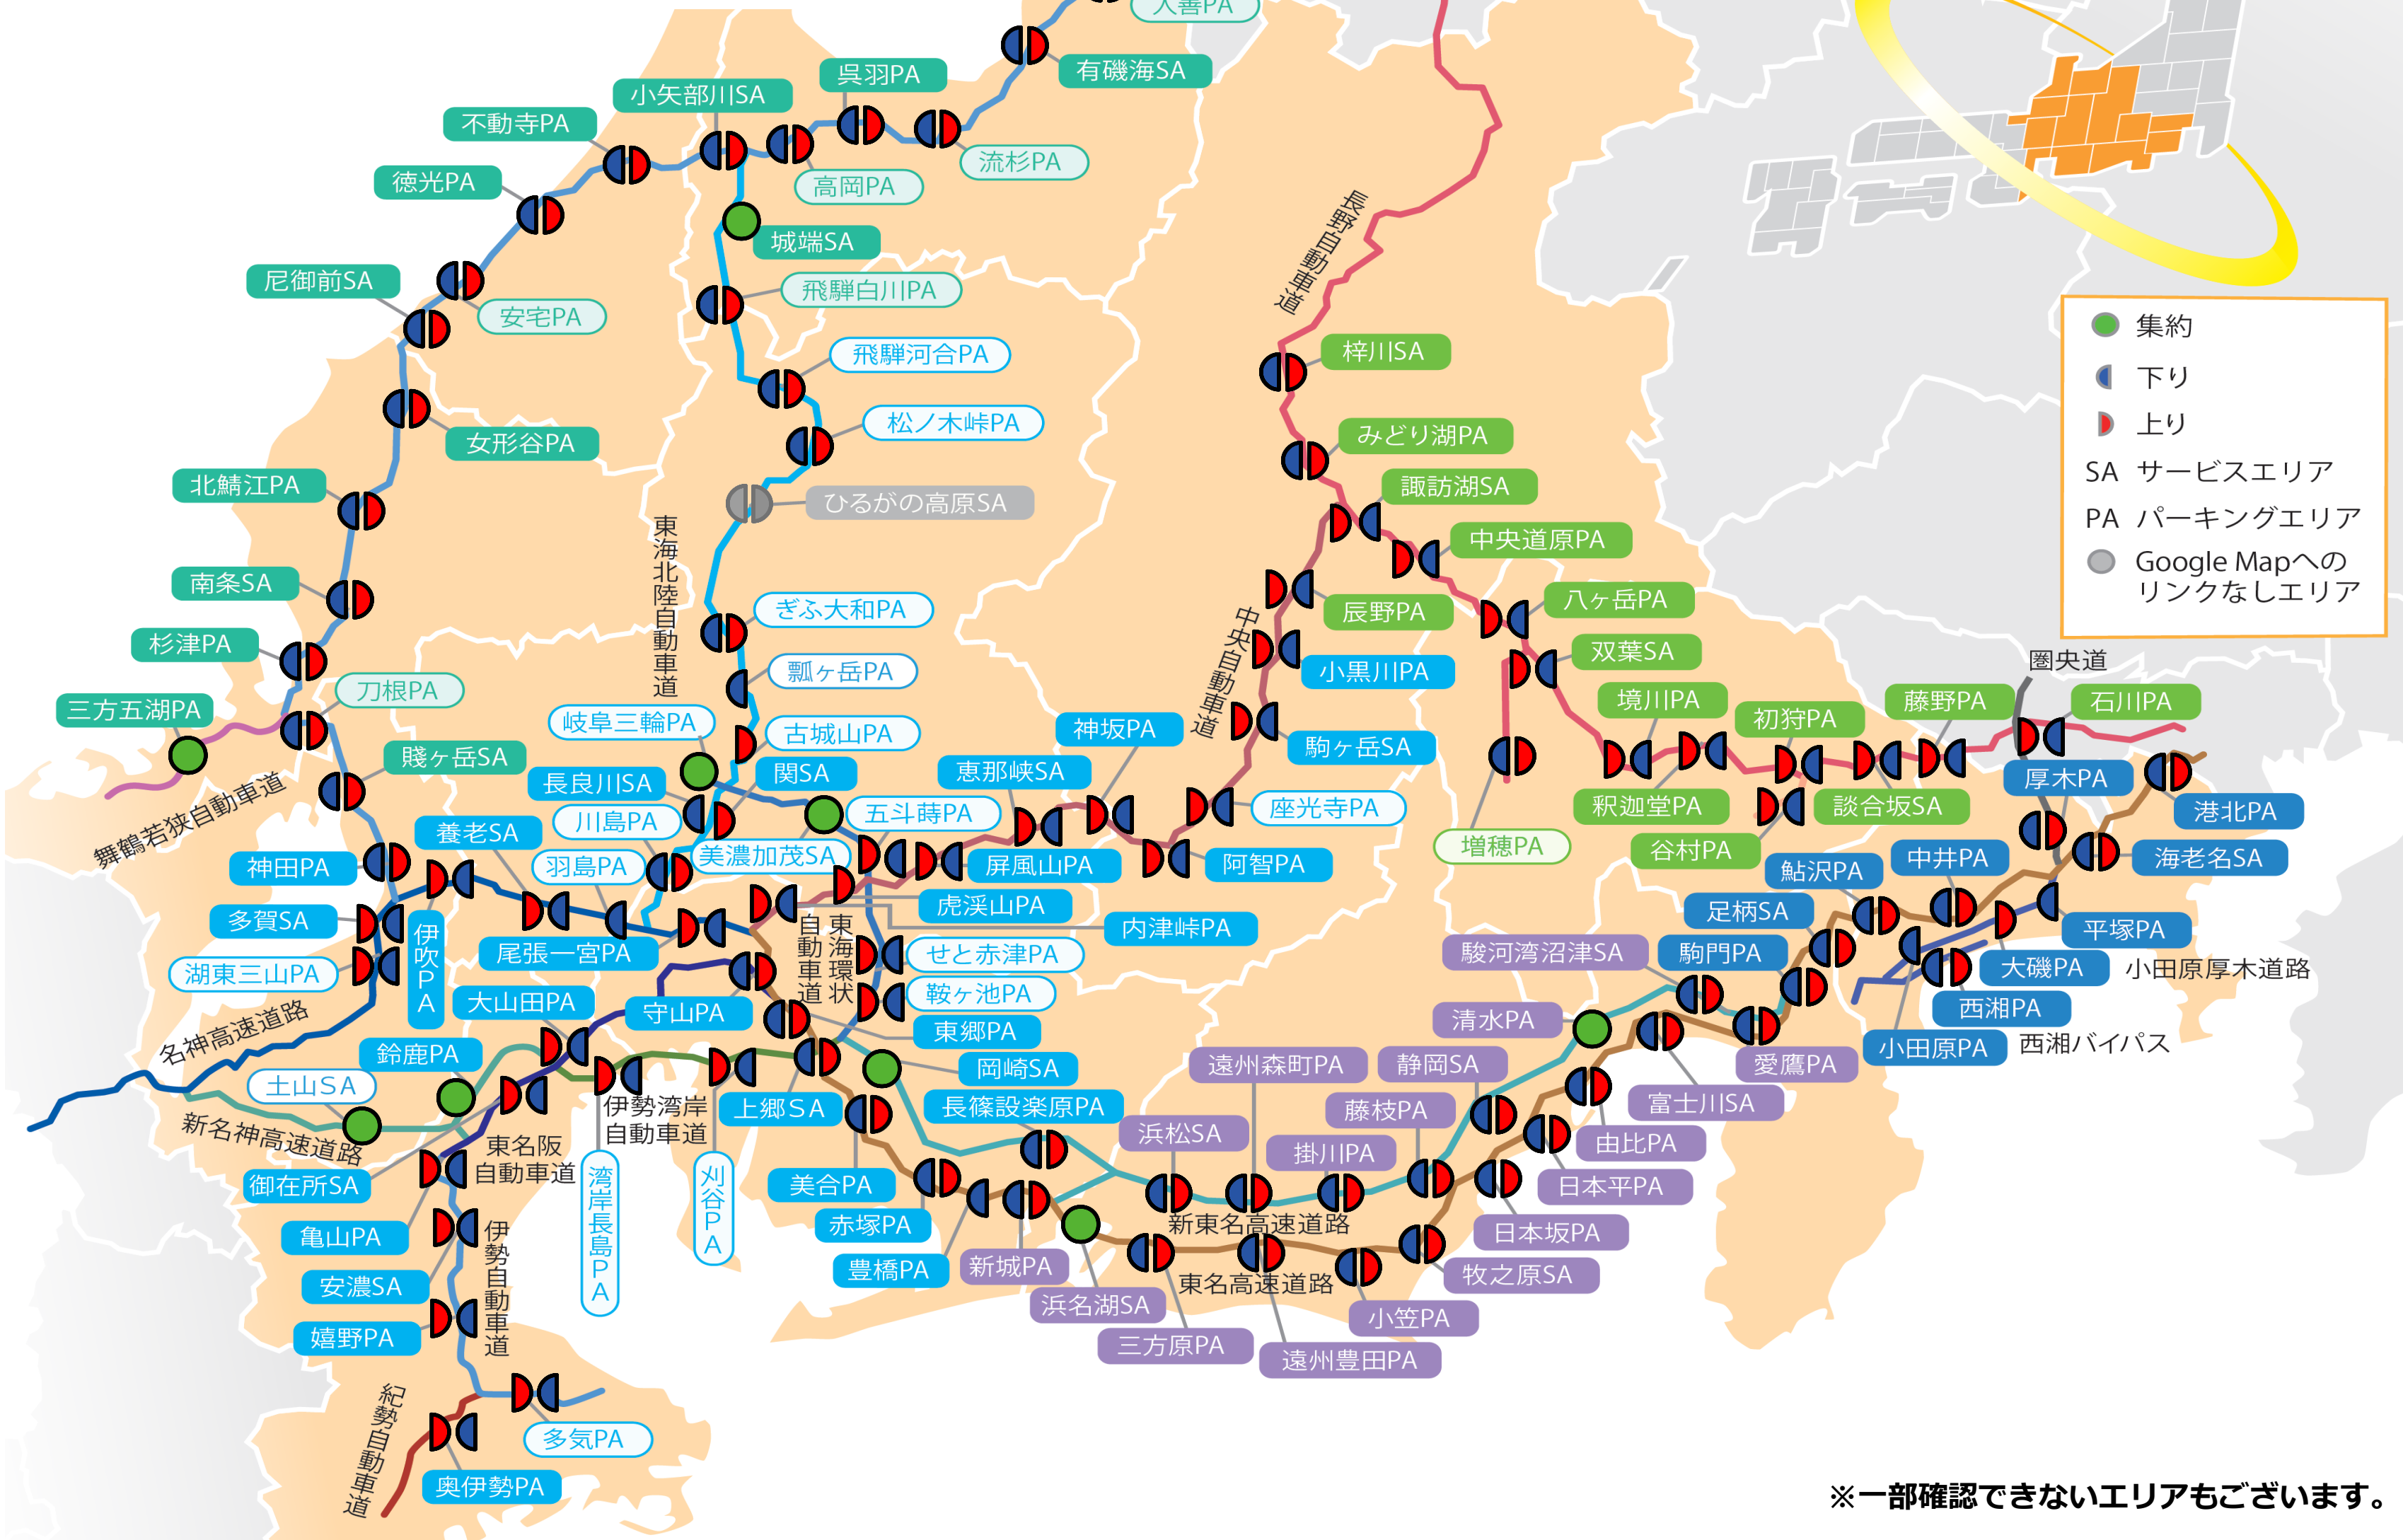 大善PA
有磯海SA
呉羽PA
小矢部川SA
不動寺PA
流杉PA
高岡PA
徳光PA
城端SA
尼御前SA
安宅PA
飛騨白川PA
飛騨河合PA
松ノ木峠PA
女形谷PA
北鯖江PA
ひるがの高原SA
東海北陸自動車道
南条SA
ぎふ大和PA
杉津PA
瓢ヶ岳PA
刀根PA
三方五湖PA
岐阜三輪PA
古城山PA
賤ヶ岳SA
関SA
長良川SA
舞鶴若狭自動車道
川島PA
養老SA
五斗蒔PA
美濃加茂SA
羽島PA
神田PA
多賀SA
伊吹PA
尾張一宮PA
湖東三山PA
名神高速道路
長野自動車道
梓川SA
みどり湖PA
諏訪湖SA
中央道原PA
辰野PA
八ヶ岳PA
中央自動車道
小黒川PA
双葉SA
駒ヶ岳SA
神坂PA
恵那峡SA
座光寺PA
屏風山PA
阿智PA
虎渓山PA
内津峠PA
東海環状
自動車道
せと赤津PA
鞍ヶ池PA
境川PA
初狩PA
藤野PA
石川PA
圏央道
釈迦堂PA
談合坂SA
増穂PA
谷村PA
厚木PA
港北PA
海老名SA
中井PA
鮎沢PA
足柄SA
駒門PA
駿河湾沼津SA
平塚PA
大磯PA
小田原厚木道路
西湘PA
小田原PA
西湘バイパス
愛鷹PA
清水PA
富士川SA
由比PA
日本平PA
日本坂PA
牧之原SA
小笠PA
静岡SA
藤枝PA
遠州森町PA
掛川PA
浜松SA
新東名高速道路
東名高速道路
遠州豊田PA
三方原PA
浜名湖SA
新城PA
豊橋PA
赤塚PA
美合PA
長篠設楽原PA
岡崎SA
東郷PA
守山PA
上郷SA
大山田PA
鈴鹿PA
土山SA
新名神高速道路
伊勢湾岸
自動車道
東名阪
自動車道
御在所SA
湾岸長島PA
刈谷PA
亀山PA
伊勢自動車道
安濃SA
嬉野PA
紀勢自動車道
多気PA
奥伊勢PA
集約
下り
上り
SA サービスエリア
PA パーキングエリア
Google Mapへの
リンクなしエリア
※一部確認できないエリアもございます。